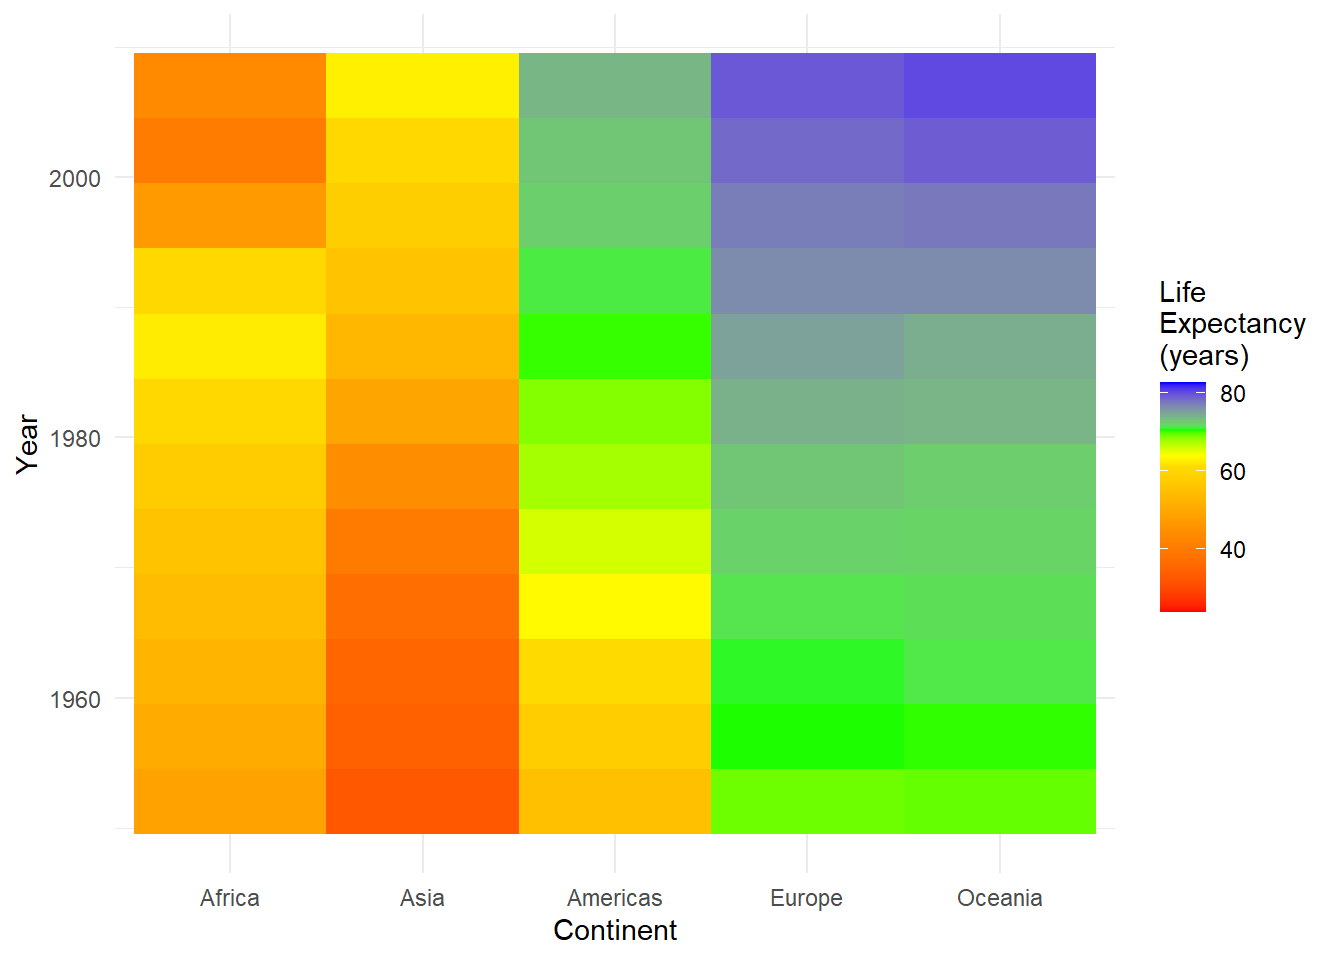 2000
1980
1960
Year
Africa
Asia
Americas
Europe
Oceania
Continent
Life
Expectancy
(years)
80
60
40